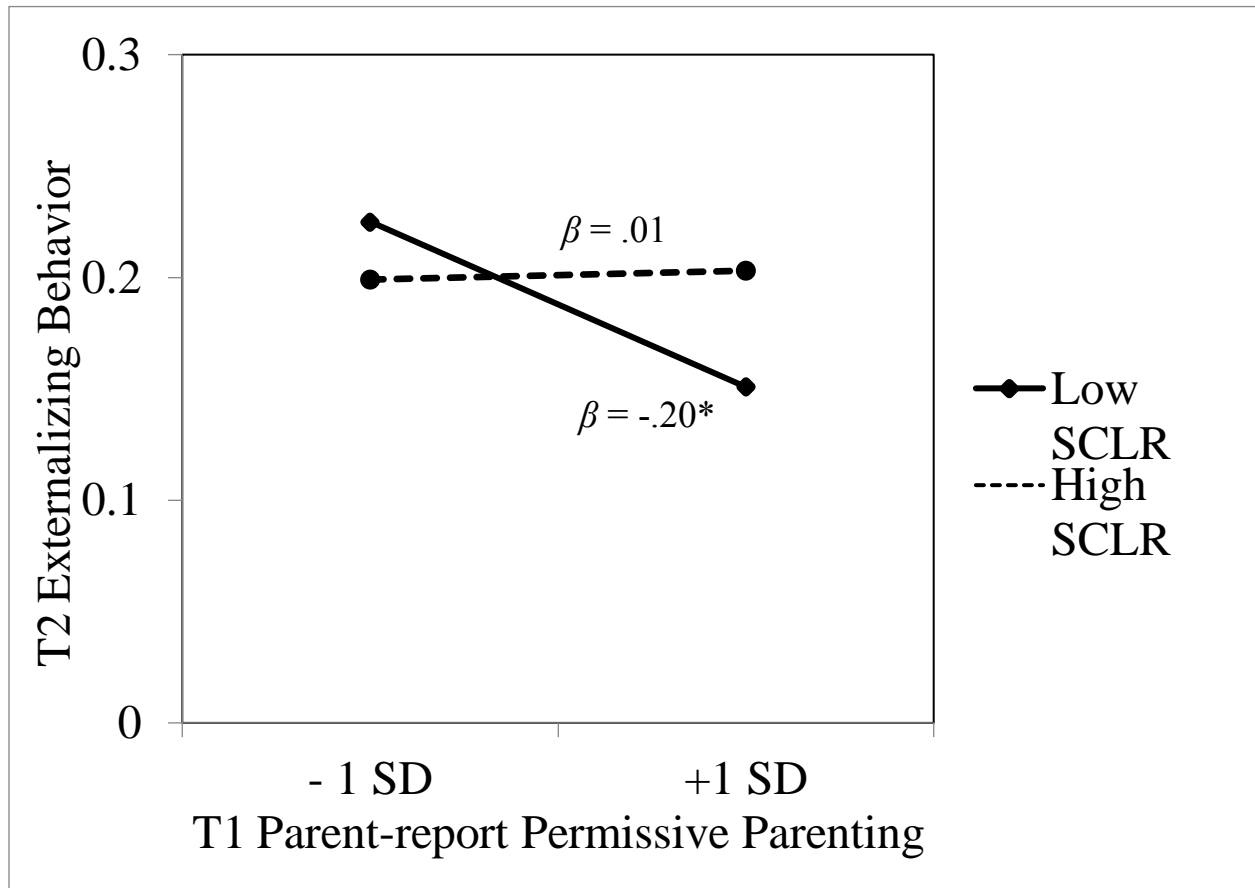 0.3
0.2
0.1
0
T2 Externalizing Behavior
β = .01
β = -.20*
Low
SCLR
High
SCLR
- 1 SD
+1 SD
T1 Parent-report Permissive Parenting